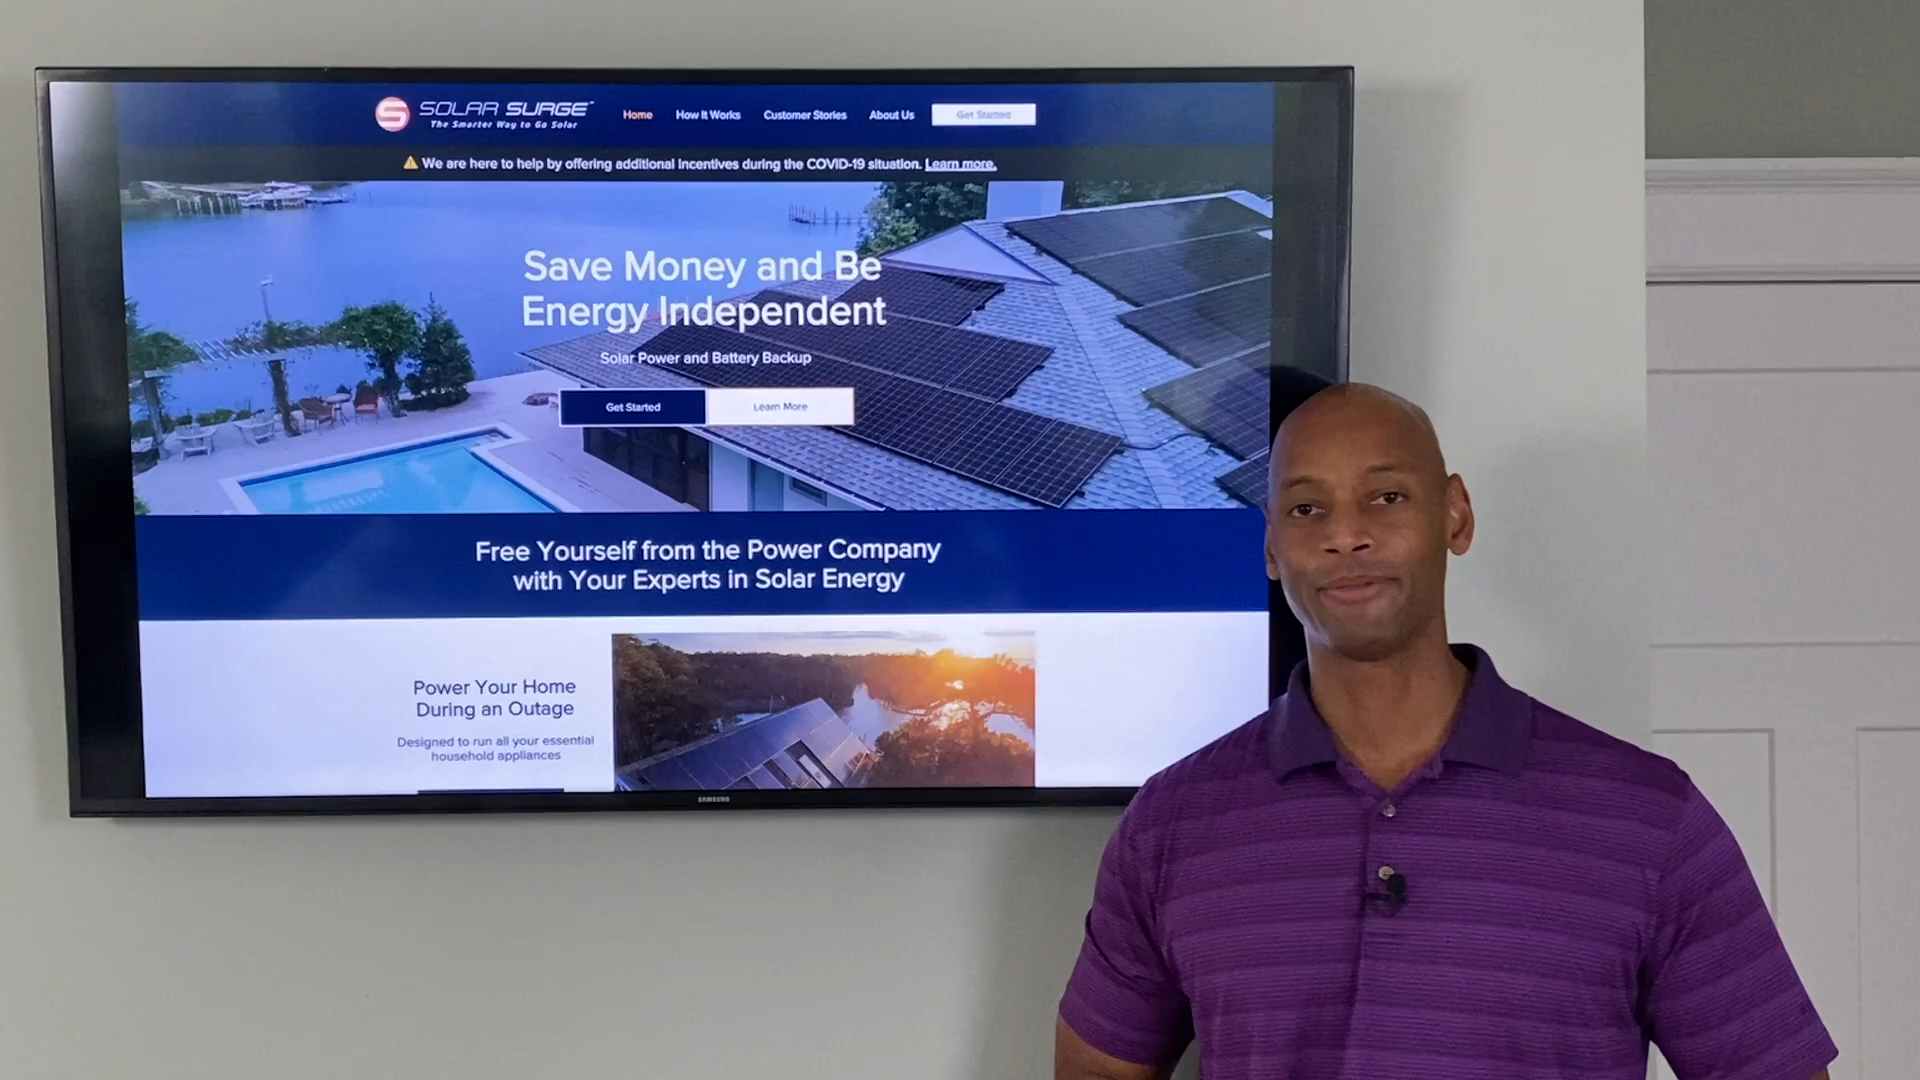 SOLAR SURGE
The Smarter Way to Go Solar
Home
How It Works
Customer Stories
About Us
Get Started
We are here to help by offering additional incentives during the COVID-19 situation. Learn more.
Save Money and Be
Energy Independent
Solar Power and Battery Backup
Get Started
Learn More
Free Yourself from the Power Company
with Your Experts in Solar Energy
Power Your Home
During an Outage
Designed to run all your essential
household appliances
SAMSUNG